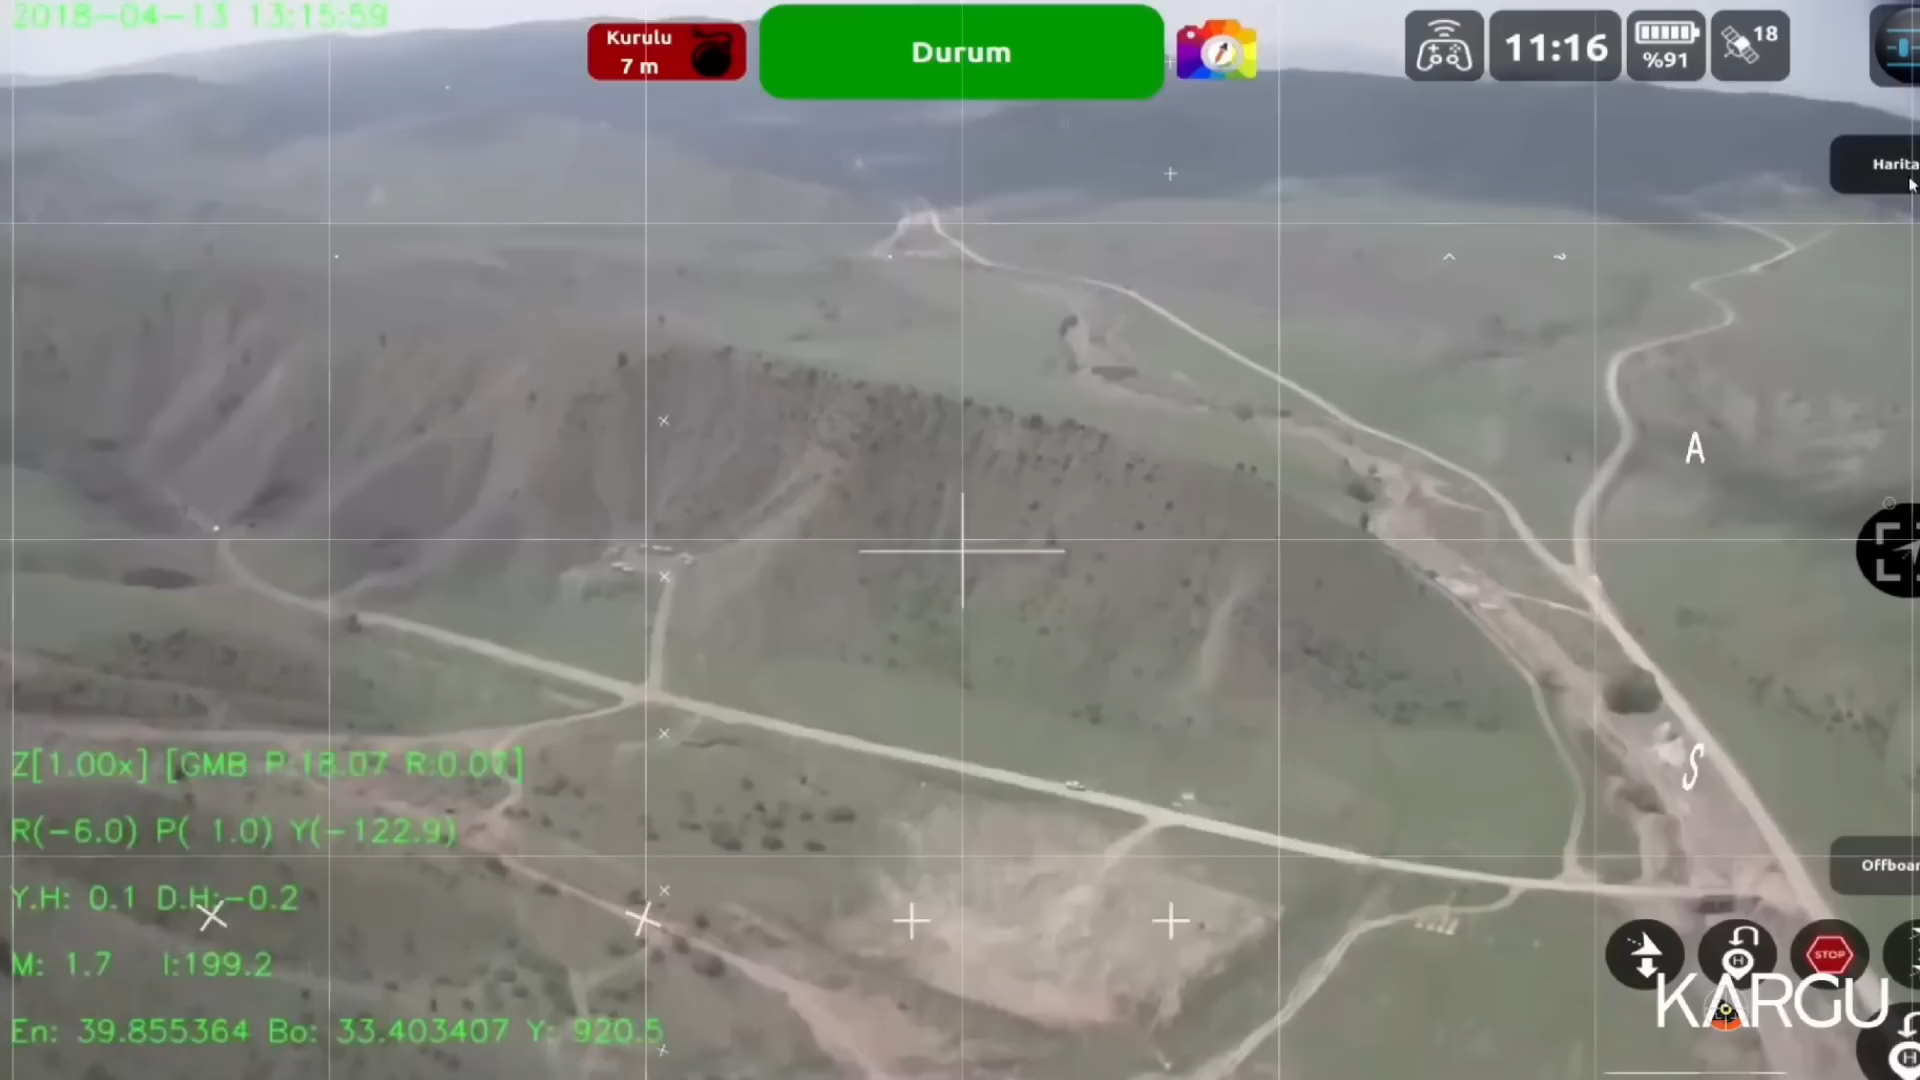 2018-04-13 13:15:59
Kurulu
7 m
Durum
11:16
%91
18
Harita
A
S
Z[1.00x] [GMB P:18.07 R:0.07]
R(-6.0) P( 1.0) Y(-122.9)
Y.H: 0.1 D.H:-0.2
M: 1.7 I:199.2
En: 39.855364 Bo: 33.403407 Y: 920.5
Offboar
STOP
H
KARGU
H